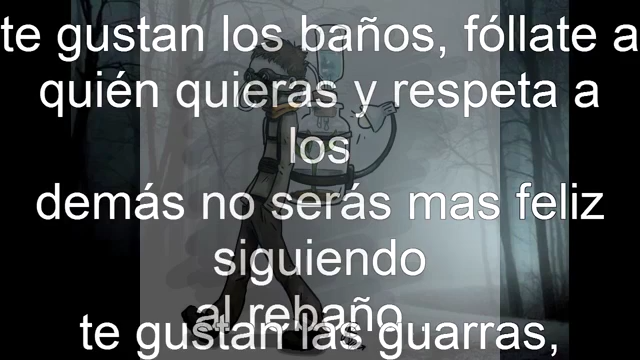 te gustan los baños, fóllate a
quién quieras y respeta a
los
demás no serás mas feliz
siguiendo
al rebaño
te gustan las guarras,